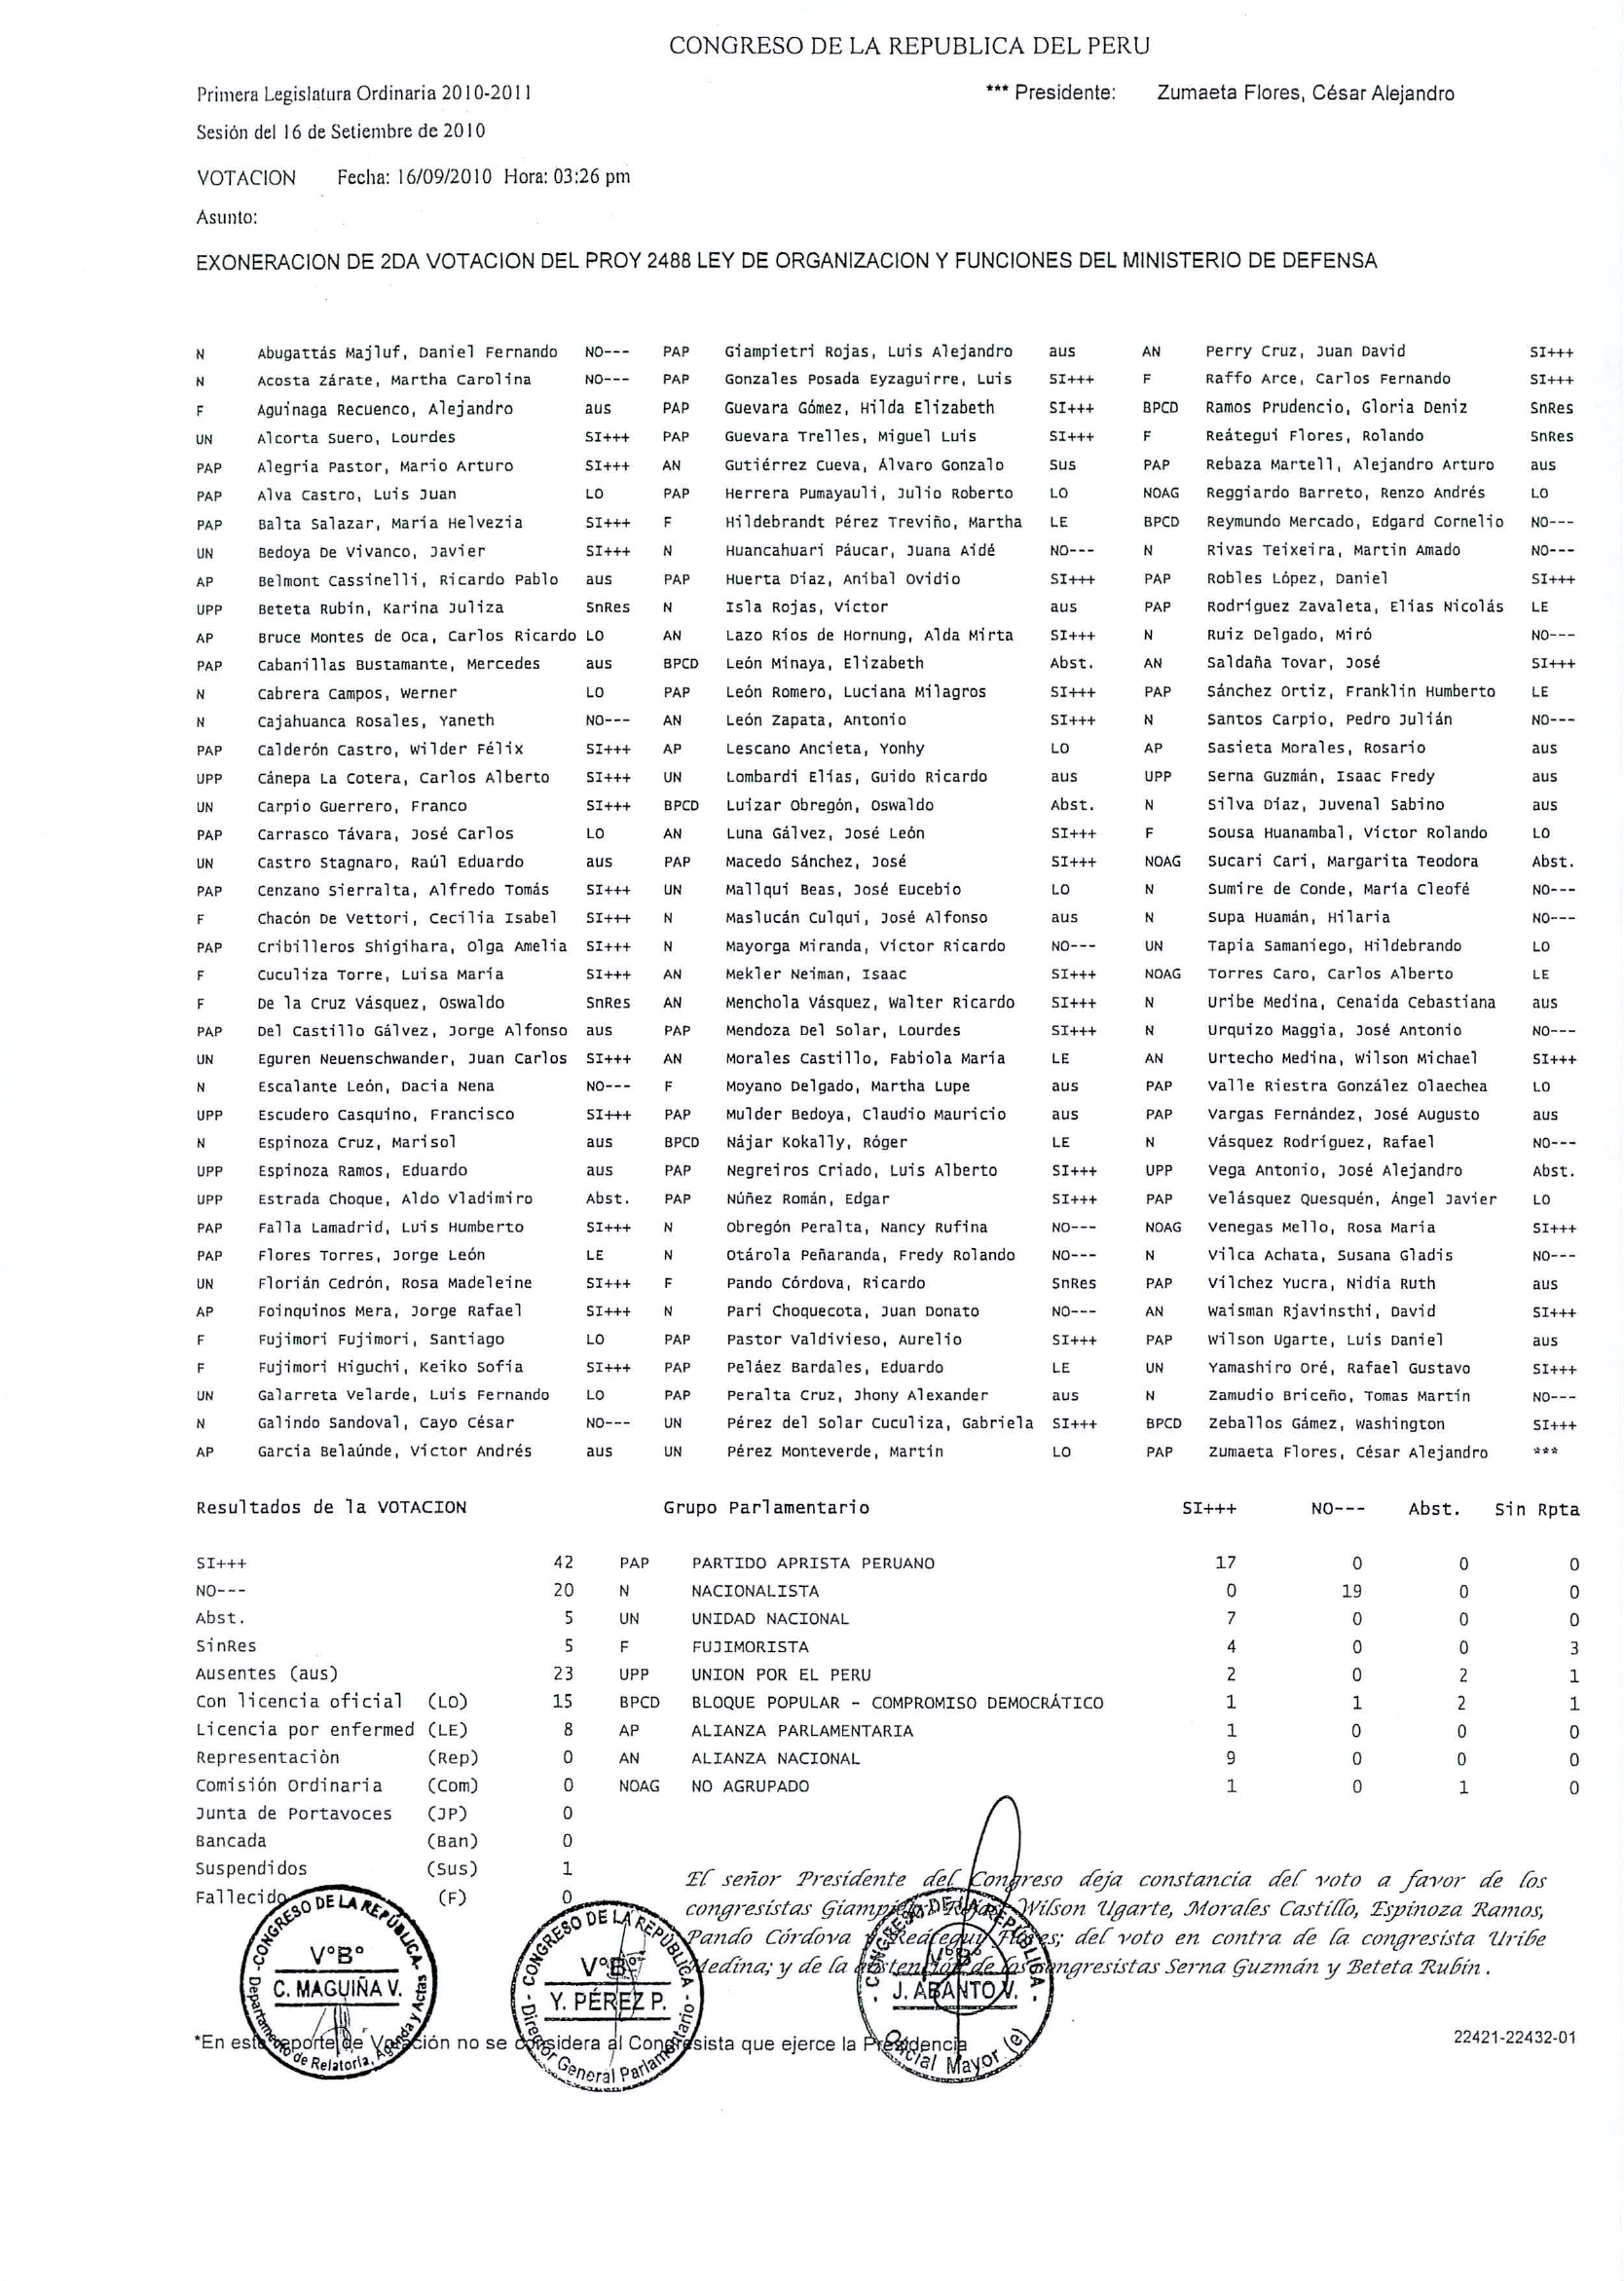 CONGRESO DE LA REPUBLICA DEL PERU
Primera Legislatura Ordinaria 2010-2011 *** Presidente: Zumaeta Flores, César Alejandro
Sesión del 16 de Setiembre de 2010
VOTACION Fecha: 16/09/2010 Hora: 03:26 pm
Asunto:
EXONERACION DE 2DA VOTACION DEL PROY 2488 LEY DE ORGANIZACION Y FUNCIONES DEL MINISTERIO DE DEFENSA
N Abugattás Majluf, Daniel Fernando NO--- PAP Giampietri Rojas, Luis Alejandro aus AN Perry Cruz, Juan David SI+++
N Acosta Zárate, Martha Carolina NO--- PAP Gonzales Posada Eyzaguirre, Luis SI+++ F Raffo Arce, Carlos Fernando SI+++
F Aguinaga Recuenco, Alejandro aus PAP Guevara Gómez, Hilda Elizabeth SI+++ BPCD Ramos Prudencio, Gloria Deniz SnRes
UN Alcorta Suero, Lourdes SI+++ PAP Guevara Trelles, Miguel Luis SI+++ F Reátegui Flores, Rolando SnRes
PAP Alegría Pastor, Mario Arturo SI+++ AN Gutiérrez Cueva, Álvaro Gonzalo Sus PAP Rebaza Martell, Alejandro Arturo aus
PAP Alva Castro, Luis Juan LO PAP Herrera Pumayauli, Julio Roberto LO NOAG Reggiardo Barreto, Renzo Andrés LO
PAP Balta Salazar, María Helvezia SI+++ F Hildebrandt Pérez Treviño, Martha LE BPCD Reymundo Mercado, Edgard Cornelio NO---
UN Bedoya De Vivanco, Javier SI+++ N Huancahuari Páucar, Juana Aidé NO--- N Rivas Teixeira, Martin Amado NO---
AP Belmont Cassinelli, Ricardo Pablo aus PAP Huerta Díaz, Aníbal Ovidio SI+++ PAP Robles López, Daniel SI+++
UPP Beteta Rubín, Karina Juliza SnRes N Isla Rojas, Víctor aus PAP Rodríguez Zavaleta, Elías Nicolás LE
AP Bruce Montes de Oca, Carlos Ricardo LO AN Lazo Ríos de Hornung, Alda Mirta SI+++ N Ruiz Delgado, Miró NO---
PAP Cabanillas Bustamante, Mercedes aus BPCD León Minaya, Elizabeth Abst. AN Saldaña Tovar, José SI+++
N Cabrera Campos, Werner LO PAP León Romero, Luciana Milagros SI+++ PAP Sánchez Ortiz, Franklin Humberto LE
N Cajahuanca Rosales, Yaneth NO--- AN León Zapata, Antonio SI+++ N Santos Carpio, Pedro Julián NO---
PAP Calderón Castro, Wilder Félix SI+++ AP Lescano Ancieta, Yonhy LO AP Sasieta Morales, Rosario aus
UPP Cánepa La Cotera, Carlos Alberto SI+++ UN Lombardi Elías, Guido Ricardo aus UPP Serna Guzmán, Isaac Fredy aus
UN Carpio Guerrero, Franco SI+++ BPCD Luizar Obregón, Oswaldo Abst. N Silva Díaz, Juvenal Sabino aus
PAP Carrasco Távara, José Carlos LO AN Luna Gálvez, José León SI+++ F Sousa Huanambal, Víctor Rolando LO
UN Castro Stagnaro, Raúl Eduardo aus PAP Macedo Sánchez, José SI+++ NOAG Sucari Cari, Margarita Teodora Abst.
PAP Cenzano Sierralta, Alfredo Tomás SI+++ UN Mallqui Beas, José Eucebio LO N Sumire de Conde, María Cleofé NO---
F Chacón De Vettori, Cecilia Isabel SI+++ N Maslucán Culqui, José Alfonso aus N Supa Huamán, Hilaria NO---
PAP Cribilleros Shigihara, Olga Amelia SI+++ N Mayorga Miranda, Víctor Ricardo NO--- UN Tapia Samaniego, Hildebrando LO
F Cuculiza Torre, Luisa María SI+++ AN Mekler Neiman, Isaac SI+++ NOAG Torres Caro, Carlos Alberto LE
F De la Cruz Vásquez, Oswaldo SnRes AN Menchola Vásquez, Walter Ricardo SI+++ N Uribe Medina, Cenaida Cebastiana aus
PAP Del Castillo Gálvez, Jorge Alfonso aus PAP Mendoza Del Solar, Lourdes SI+++ N Urquizo Maggia, José Antonio NO---
UN Eguren Neuenschwander, Juan Carlos SI+++ AN Morales Castillo, Fabiola María LE AN Urtecho Medina, Wilson Michael SI+++
N Escalante León, Dacia Nena NO--- F Moyano Delgado, Martha Lupe aus PAP Valle Riestra González Olaechea LO
UPP Escudero Casquino, Francisco SI+++ PAP Mulder Bedoya, Claudio Mauricio aus PAP Vargas Fernández, José Augusto aus
N Espinoza Cruz, Marisol aus BPCD Nájar Kokally, Róger LE N Vásquez Rodríguez, Rafael NO---
UPP Espinoza Ramos, Eduardo aus PAP Negreiros Criado, Luis Alberto SI+++ UPP Vega Antonio, José Alejandro Abst.
UPP Estrada Choque, Aldo Vladimiro Abst. PAP Núñez Román, Edgar SI+++ PAP Velásquez Quesquén, Ángel Javier LO
PAP Falla Lamadrid, Luis Humberto SI+++ N Obregón Peralta, Nancy Rufina NO--- NOAG Venegas Mello, Rosa Maria SI+++
PAP Flores Torres, Jorge León LE N Otárola Peñaranda, Fredy Rolando NO--- N Vilca Achata, Susana Gladis NO---
UN Florián Cedrón, Rosa Madeleine SI+++ F Pando Córdova, Ricardo SnRes PAP Vilchez Yucra, Nidia Ruth aus
AP Foinquinos Mera, Jorge Rafael SI+++ N Pari Choquecota, Juan Donato NO--- AN Waisman Rjavinsthi, David SI+++
F Fujimori Fujimori, Santiago LO PAP Pastor Valdivieso, Aurelio SI+++ PAP Wilson Ugarte, Luis Daniel aus
F Fujimori Higuchi, Keiko Sofía SI+++ PAP Peláez Bardales, Eduardo LE UN Yamashiro Oré, Rafael Gustavo SI+++
UN Galarreta Velarde, Luis Fernando LO PAP Peralta Cruz, Jhony Alexander aus N Zamudio Briceño, Tomas Martín NO---
N Galindo Sandoval, Cayo César NO--- UN Pérez del Solar Cuculiza, Gabriela SI+++ BPCD Zeballos Gámez, Washington SI+++
AP Garcia Belaúnde, Víctor Andrés aus UN Pérez Monteverde, Martín LO PAP Zumaeta Flores, César Alejandro ***
Resultados de la VOTACION Grupo Parlamentario SI+++ NO--- Abst. Sin Rpta
SI+++ 42 PAP PARTIDO APRISTA PERUANO 17 0 0 0
NO--- 20 N NACIONALISTA 0 19 0 0
Abst. 5 UN UNIDAD NACIONAL 7 0 0 0
SinRes 5 F FUJIMORISTA 4 0 0 3
Ausentes (aus) 23 UPP UNION POR EL PERU 2 0 2 1
Con licencia oficial (LO) 15 BPCD BLOQUE POPULAR - COMPROMISO DEMOCRÁTICO 1 1 2 1
Licencia por enfermed (LE) 8 AP ALIANZA PARLAMENTARIA 1 0 0 0
Representaciòn (Rep) 0 AN ALIANZA NACIONAL 9 0 0 0
Comisión Ordinaria (Com) 0 NOAG NO AGRUPADO 1 0 1 0
Junta de Portavoces (JP) 0
Bancada (Ban) 0
Suspendidos (Sus) 1
Fallecido (F) 0
El señor Presidente del Congreso deja constancia del voto a favor de los
congresistas Giampietri Rojas, Wilson Ugarte, Morales Castillo, Espinoza Ramos,
Pando Córdova y Reátegui Flores; del voto en contra de la congresista Uribe
Medina; y de la abstención de los congresistas Serna Guzmán y Beteta Rubín.
CONGRESO DE LA REPÚBLICA
V°B°
C. MAGUIÑA V.
Departamento de Relatoría, Agenda y Actas
CONGRESO DE LA REPÚBLICA
V°B°
Y. PÉREZ P.
Director General Parlamentario
CONGRESO DE LA REPÚBLICA
V°B°
J. ABANTO V.
Oficial Mayor (e)
*En este reporte de Votación no se considera al Congresista que ejerce la Presidencia
22421-22432-01